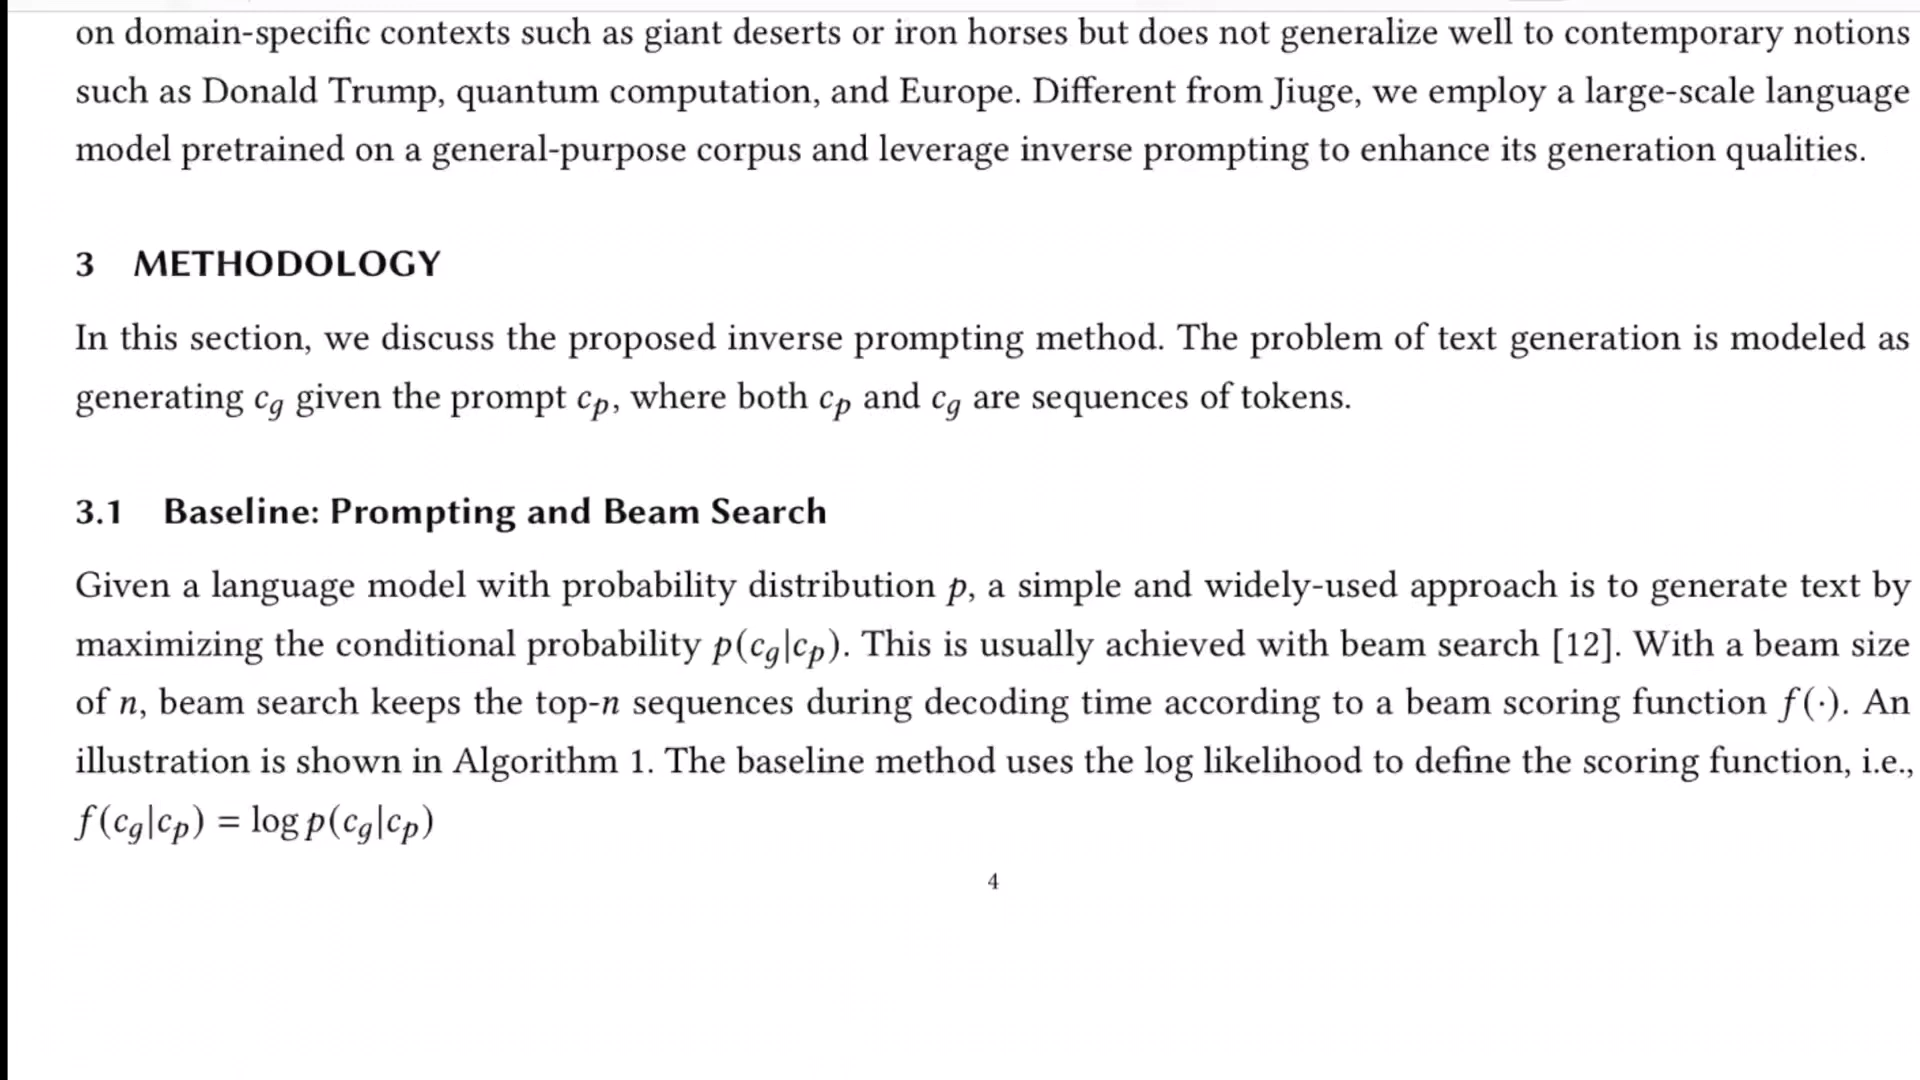 on domain-specific contexts such as giant deserts or iron horses but does not generalize well to contemporary notions
such as Donald Trump, quantum computation, and Europe. Different from Jiuge, we employ a large-scale language
model pretrained on a general-purpose corpus and leverage inverse prompting to enhance its generation qualities.
3 METHODOLOGY
In this section, we discuss the proposed inverse prompting method. The problem of text generation is modeled as
generating c_g given the prompt c_p, where both c_p and c_g are sequences of tokens.
3.1 Baseline: Prompting and Beam Search
Given a language model with probability distribution p, a simple and widely-used approach is to generate text by
maximizing the conditional probability p(c_g|c_p). This is usually achieved with beam search [12]. With a beam size
of n, beam search keeps the top-n sequences during decoding time according to a beam scoring function f(·). An
illustration is shown in Algorithm 1. The baseline method uses the log likelihood to define the scoring function, i.e.,
f(c_g|c_p) = log p(c_g|c_p)
4